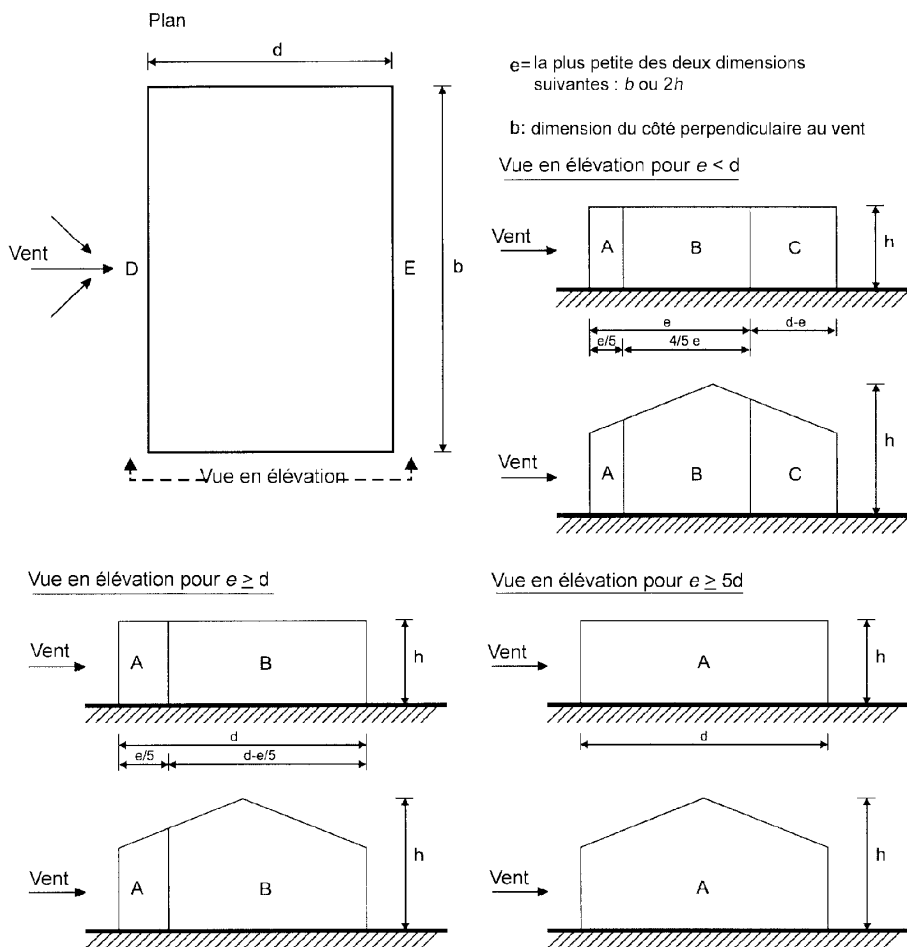 Plan
d
e= la plus petite des deux dimensions
suivantes : b ou 2h
b: dimension du côté perpendiculaire au vent
Vue en élévation pour e < d
Vent
D
E
b
Vue en élévation
Vent
A
B
C
h
e
d-e
e/5
4/5 e
Vent
A
B
C
h
Vue en élévation pour e ≥ d
Vent
A
B
h
d
e/5
d-e/5
Vent
A
B
h
Vue en élévation pour e ≥ 5d
Vent
A
h
d
Vent
A
h